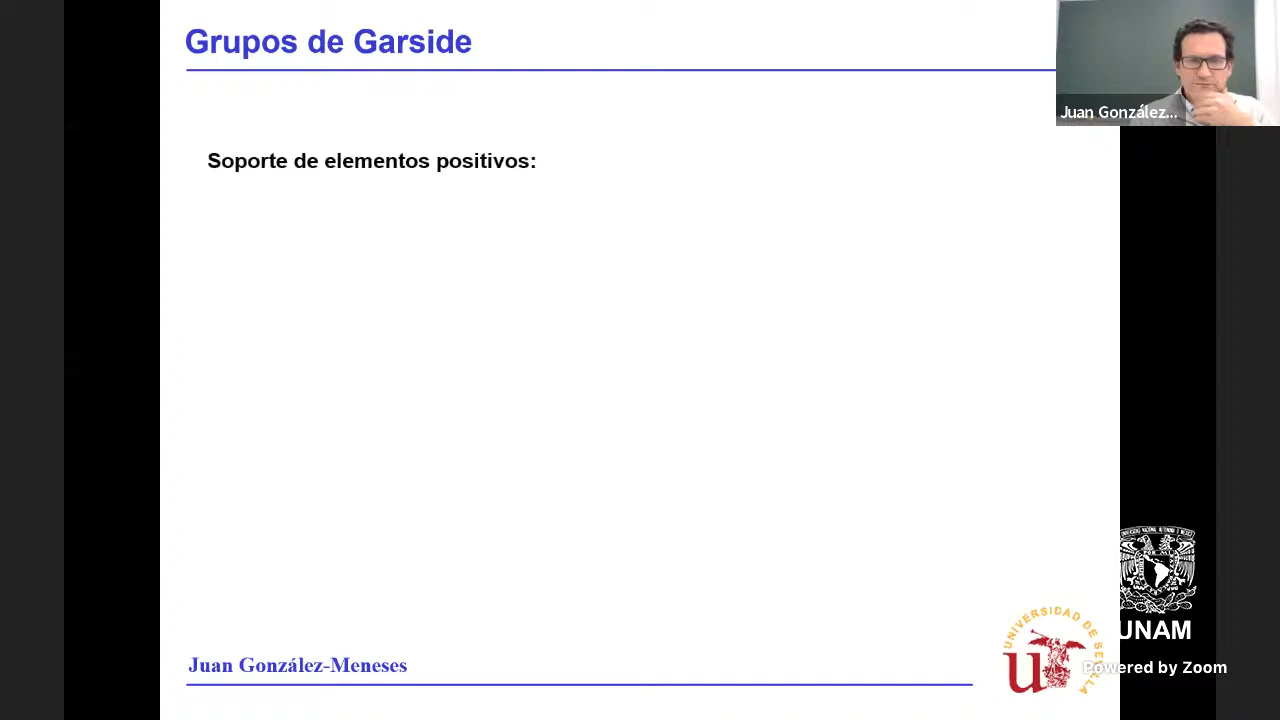 Grupos de Garside
Juan González...
Soporte de elementos positivos:
UNAM
UNIVERSIDAD DE SEVILLA
Juan González-Meneses
Powered by Zoom